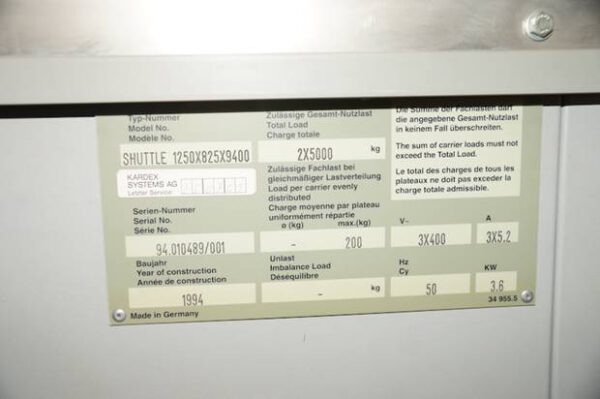 Typ-Nummer
Model No.
Modèle No.
SHUTTLE 1250X825X9400
KARDEX
SYSTEMS AG
Letzter Service
Serien-Nummer
Serial No.
Série No.
94.010489/001
Baujahr
Year of construction
Année de construction
1994
Made in Germany
Zulässige Gesamt-Nutzlast
Total Load
Charge totale
2X5000 kg
Zulässige Fachlast bei
gleichmäßiger Lastverteilung
Load per carrier evenly
distributed
Charge moyenne par plateau
uniformément répartie
ø (kg) max.(kg)
- 200
Unlast
Imbalance Load
Déséquilibre
- kg
Die Summe der Fachlasten darf
die angegebene Gesamt-Nutzlast
in keinem Fall überschreiten.
The sum of carrier loads must not
exceed the Total Load.
Le total des charges de tous les
plateaux ne doit pas exceder la
charge totale admissible.
V~ A
3X400 3X5.2
Hz
Cy KW
50 3.6
34 955.5